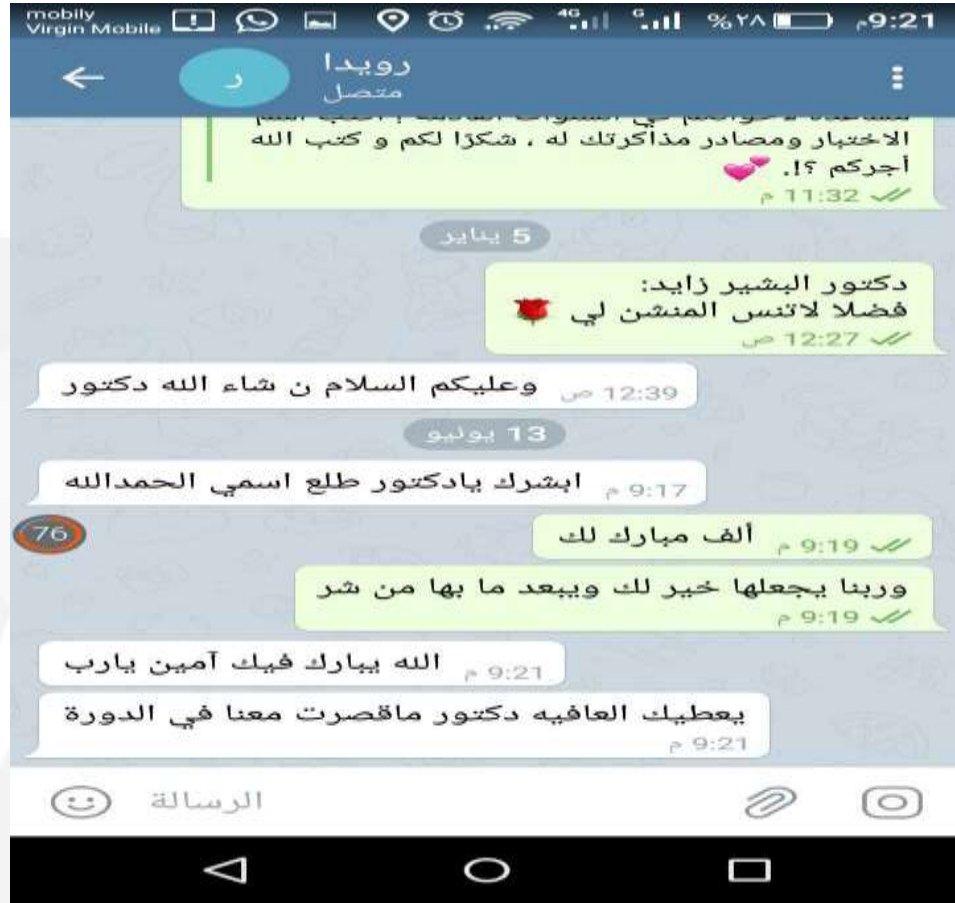 mobily
Virgin Mobile
4G
G
%٢٨
9:21م
رويدا
ر
متصل
الاختبار ومصادر مذاكرتك له ، شكرًا لكم و كتب الله
أجركم ؟!. 💕
11:32 م
5 يناير
دكتور البشير زايد:
فضلا لاتنس المنشن لي 🌹
12:27 ص
وعليكم السلام ن شاء الله دكتور
12:39 ص
13 يوليو
ابشرك يادكتور طلع اسمي الحمدالله
9:17 م
76
ألف مبارك لك
9:19 م
وربنا يجعلها خير لك ويبعد ما بها من شر
9:19 م
الله يبارك فيك آمين يارب
9:21 م
يعطيك العافيه دكتور ماقصرت معنا في الدورة
9:21 م
الرسالة